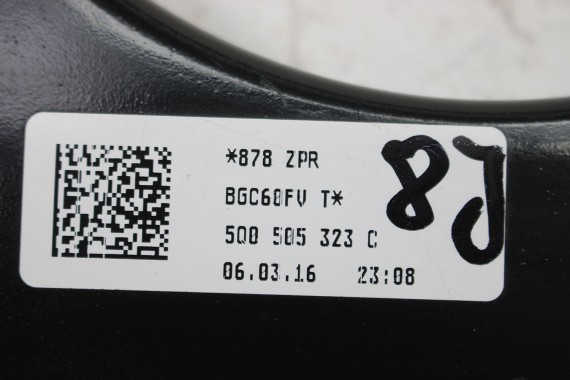 *878 ZPR
BGC60FV T*
5Q0 505 323 C
06.03.16 23:08
8J